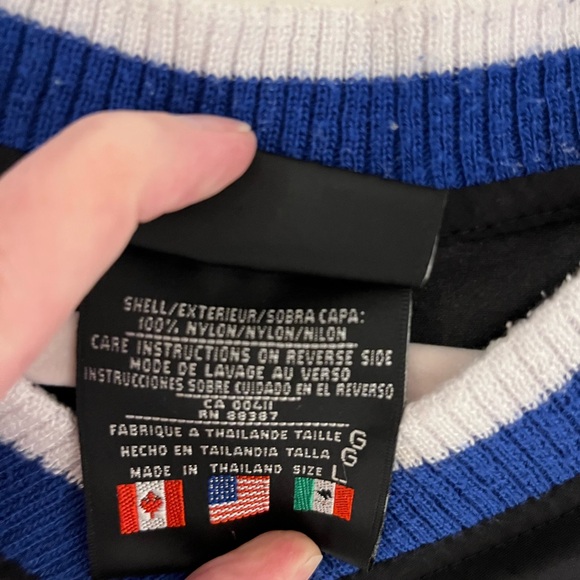 SHELL/EXTERIEUR/SOBRA CAPA:
100% NYLON/NYLON/NILON
CARE INSTRUCTIONS ON REVERSE SIDE
MODE DE LAVAGE AU VERSO
INSTRUCCIONES SOBRE CUIDADO EN EL REVERSO
CA 00411
RN 88387
FABRIQUE A THAILANDE TAILLE G
HECHO EN TAILANDIA TALLA G
MADE IN THAILAND SIZE L